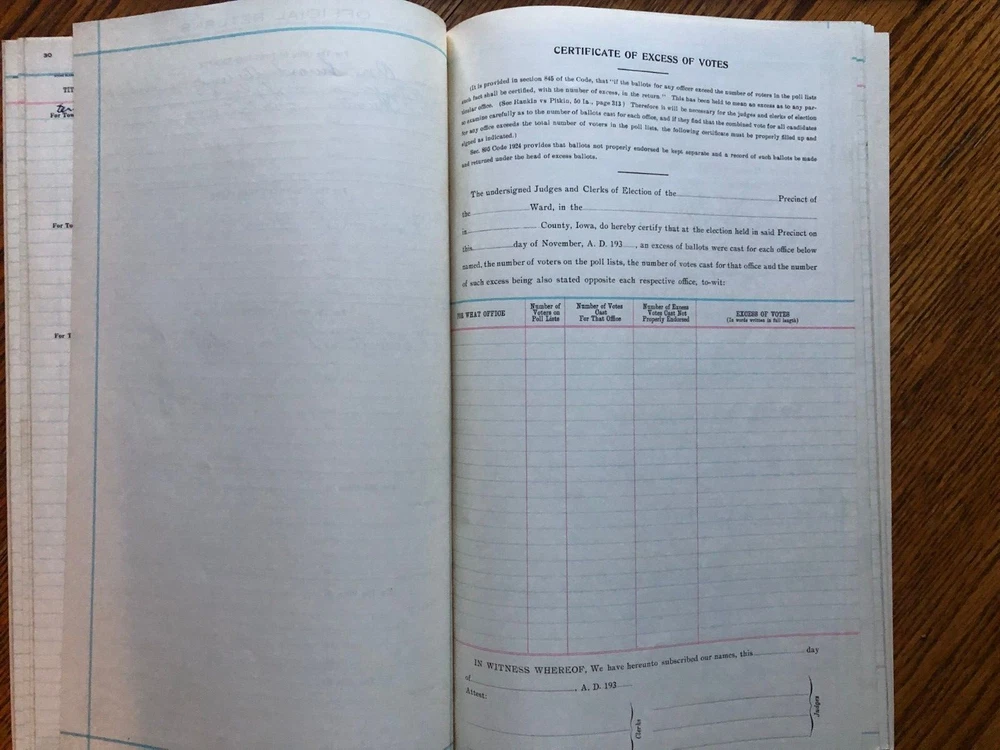 30
TIT
For Tow
For To
For T
CERTIFICATE OF EXCESS OF VOTES
(It is provided in section 845 of the Code, that "if the ballots for any officer exceed the number of voters in the poll lists
such fact shall be certified, with the number of excess, in the return." This has been held to mean an excess as to any par-
ticular office. (See Rankin vs Pitkin, 50 Ia., page 313) Therefore it will be necessary for the judges and clerks of election
to examine carefully as to the number of ballots cast for each office, and if they find that the combined vote for all candidates
for any office exceeds the total number of voters in the poll lists, the following certificate must be properly filled up and
signed as indicated.)
Sec. Code 1924 provides that ballots not properly endorsed be kept separate and a record of such ballots be made
and returned under the head of excess ballots.
The undersigned Judges and Clerks of Election of the Precinct of
the Ward, in the
in County, Iowa, do hereby certify that at the election held in said Precinct on
this day of November, A. D. 193 , an excess of ballots were cast for each office below
named, the number of voters on the poll lists, the number of votes cast for that office and the number
of such excess being also stated opposite each respective office, to-wit:
WHAT OFFICE
Number of
Voters on
Poll Lists
Number of Votes
Cast
For That Office
Number of Excess
Votes Cast Not
Properly Endorsed
EXCESS OF VOTES
(In words written in full length)
IN WITNESS WHEREOF, We have hereunto subscribed our names, this day
of , A. D. 193
Attest:
Clerks
Judges